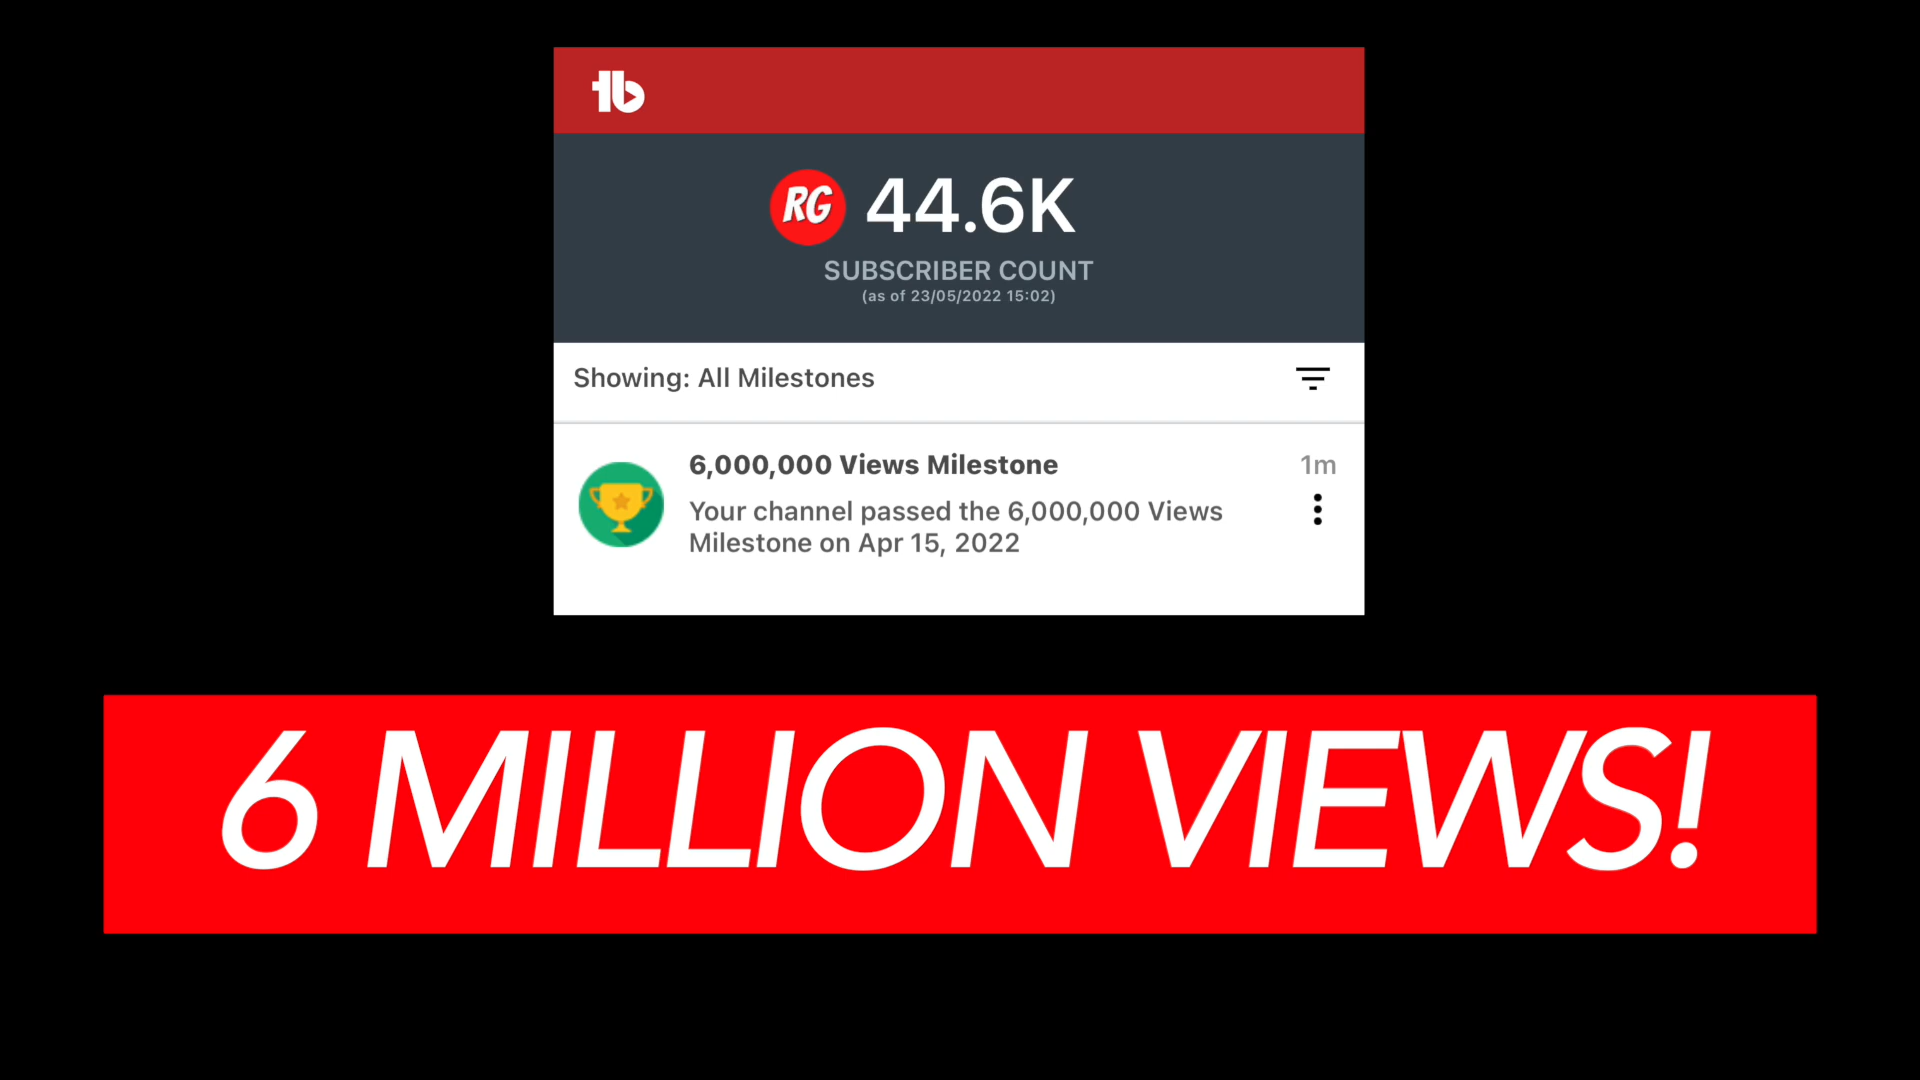 tb
RG 44.6K
SUBSCRIBER COUNT
(as of 23/05/2022 15:02)
Showing: All Milestones
6,000,000 Views Milestone 1m
Your channel passed the 6,000,000 Views
Milestone on Apr 15, 2022
6 MILLION VIEWS!